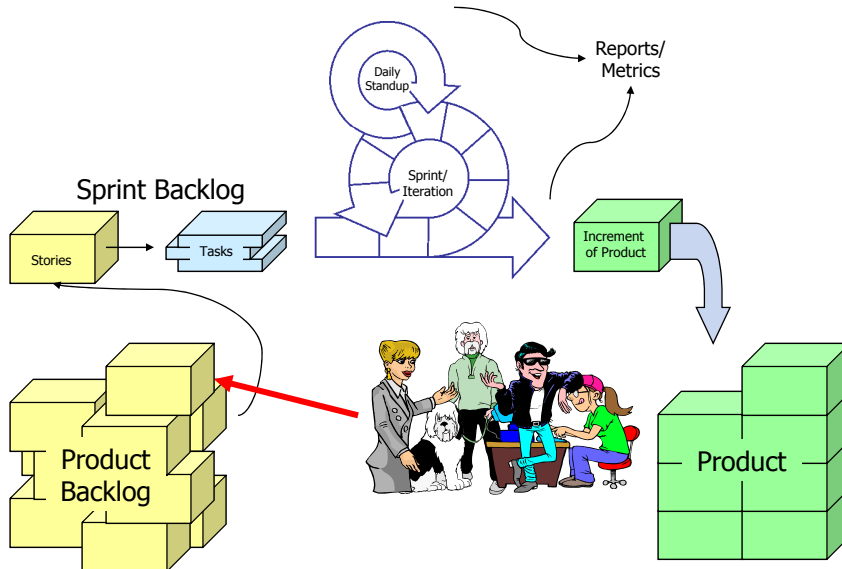 Daily
Standup
Reports/
Metrics
Sprint/
Iteration
Sprint Backlog
Stories
Tasks
Increment
of Product
Product
Backlog
Product